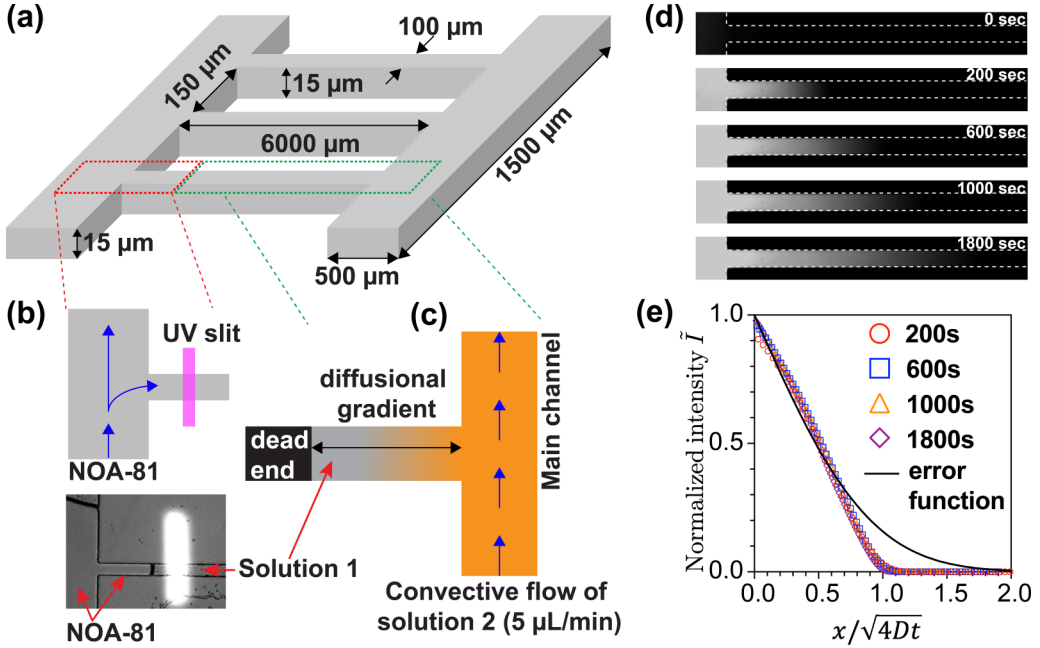 (a)
100 µm
150 µm
15 µm
6000 µm
1500 µm
15 µm
500 µm
(b)
UV slit
NOA-81
Solution 1
NOA-81
(c)
diffusional
gradient
dead
end
Main channel
Convective flow of
solution 2 (5 µL/min)
(d)
0 sec
200 sec
600 sec
1000 sec
1800 sec
(e)
Normalized intensity Ĩ
1.0
0.5
0.0
0.0 0.5 1.0 1.5 2.0
x/√4Dt
200s
600s
1000s
1800s
error
function